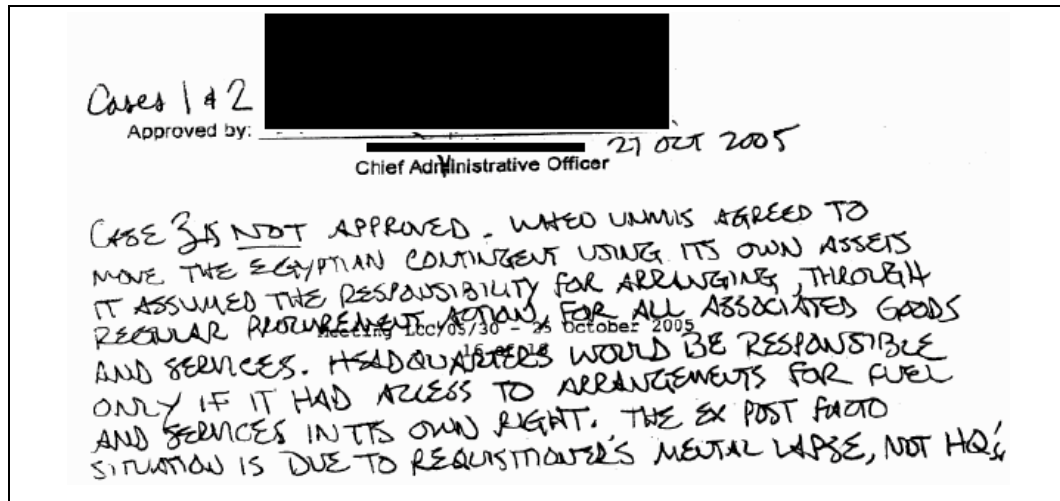 Cases 1 & 2
Approved by:
27 OCT 2005
Chief Administrative Officer
CASE 3 IS NOT APPROVED. WHEN UNMIS AGREED TO
MOVE THE EGYPTIAN CONTINGENT USING ITS OWN ASSETS
IT ASSUMED THE RESPONSIBILITY FOR ARRANGING, THROUGH
REGULAR PROCUREMENT ACTION, FOR ALL ASSOCIATED GOODS
Meeting LCC/05/30 - 25 October 2005
AND SERVICES. HEADQUARTERS WOULD BE RESPONSIBLE
ONLY IF IT HAD ACCESS TO ARRANGEMENTS FOR FUEL
AND SERVICES IN ITS OWN RIGHT. THE EX POST FACTO
SITUATION IS DUE TO REQUISITIONER'S MENTAL LAPSE, NOT HQ's